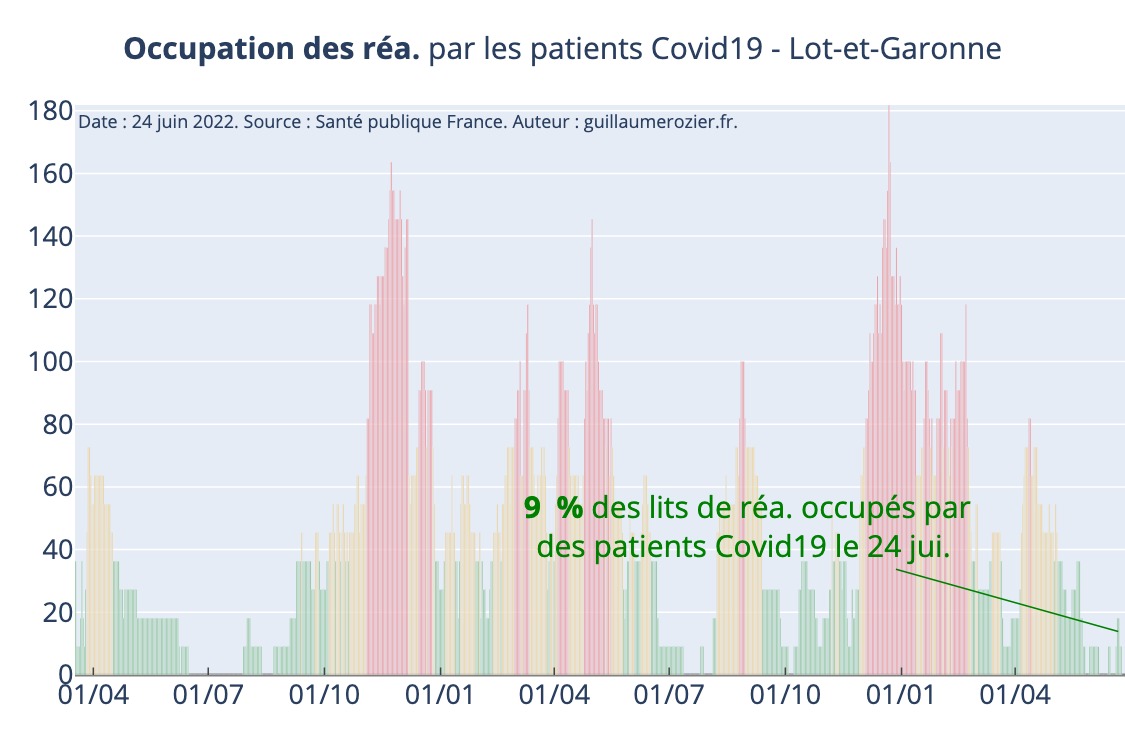 Occupation des réa. par les patients Covid19 - Lot-et-Garonne
180
Date : 24 juin 2022. Source : Santé publique France. Auteur : guillaumerozier.fr.
160
140
120
100
80
60
9 % des lits de réa. occupés par
40
des patients Covid19 le 24 jui.
20
0
01/04 01/07 01/10 01/01 01/04 01/07 01/10 01/01 01/04